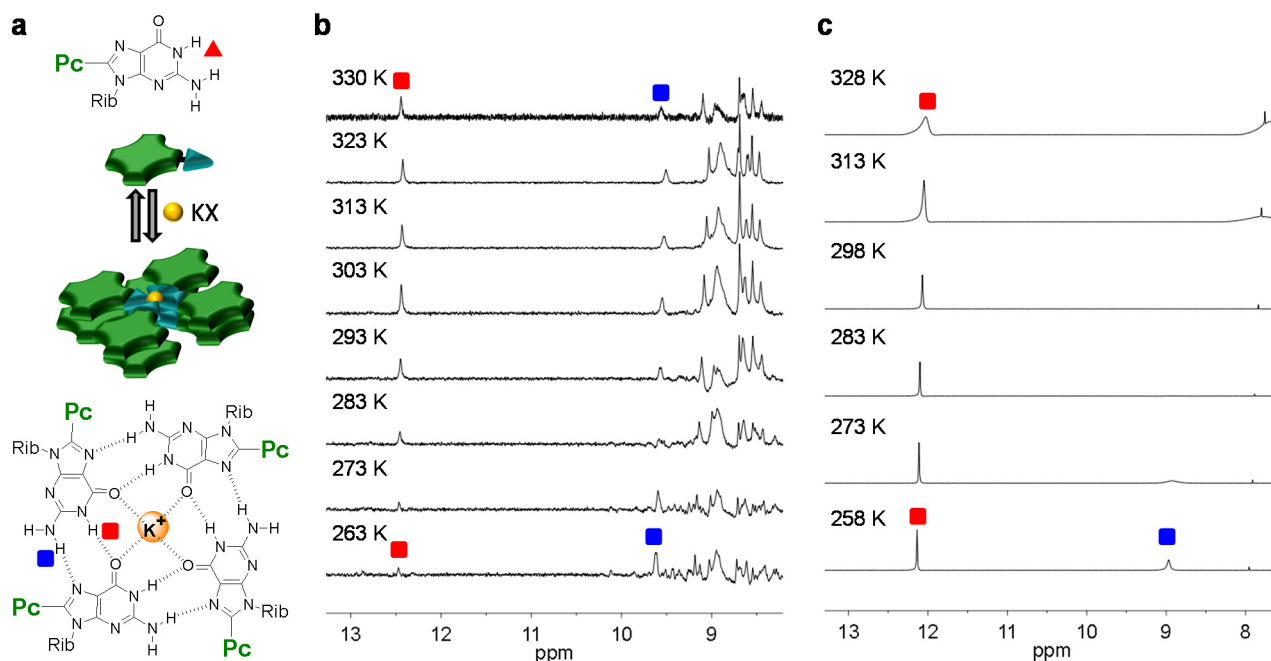 a
O
N
N
H
Pc
N
N
N
H
Rib
H
KX
Pc
Rib
H
N
H
N
N
Rib
N
N
H
N
N
Pc
N
O
O
N
N
H
H
N
H
K+
N
H
H
O
O
N
N
H
N
N
N
H
N
N
Pc
N
N
N
H
N
Rib
Rib
H
Pc
b
330 K
323 K
313 K
303 K
293 K
283 K
273 K
263 K
13 12 11 10 9
ppm
c
328 K
313 K
298 K
283 K
273 K
258 K
13 12 11 10 9 8
ppm